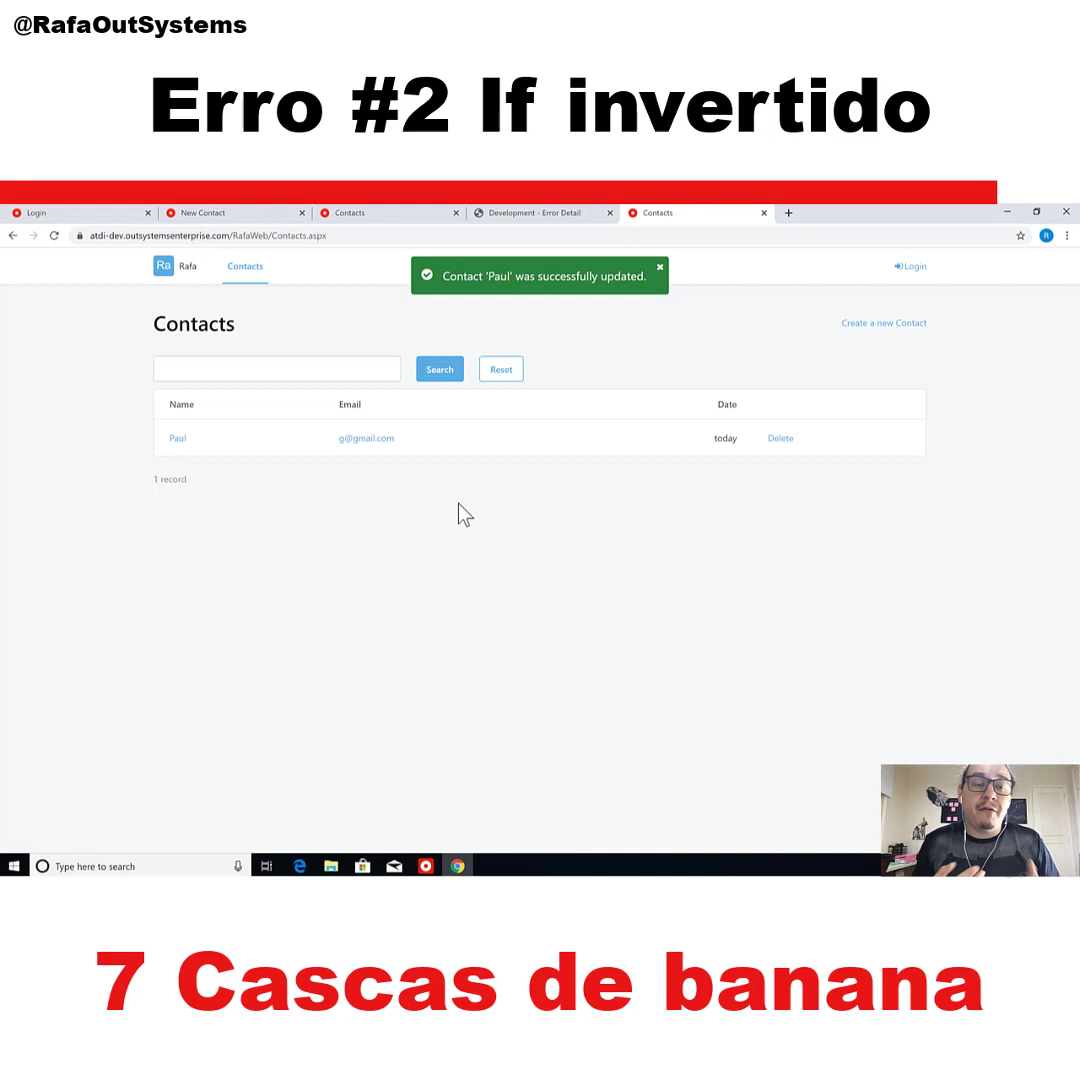 @RafaOutSystems
Erro #2 If invertido
Login
New Contact
Contacts
Development - Error Detail
Contacts
atdi-dev.outsystemsenterprise.com/RafaWeb/Contacts.aspx
R
Ra Rafa Contacts
Contact 'Paul' was successfully updated.
Login
Contacts
Create a new Contact
Search Reset
Name Email Date
Paul g@gmail.com today Delete
1 record
Type here to search
7 Cascas de banana